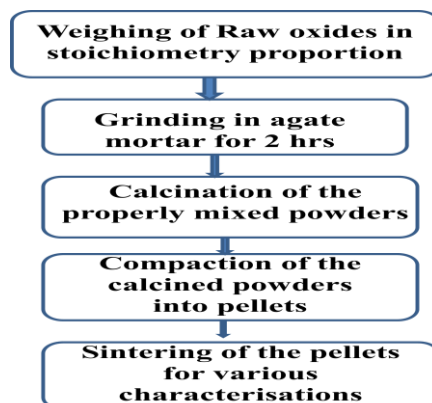 Weighing of Raw oxides in
stoichiometry proportion
Grinding in agate
mortar for 2 hrs
Calcination of the
properly mixed powders
Compaction of the
calcined powders
into pellets
Sintering of the pellets
for various
characterisations